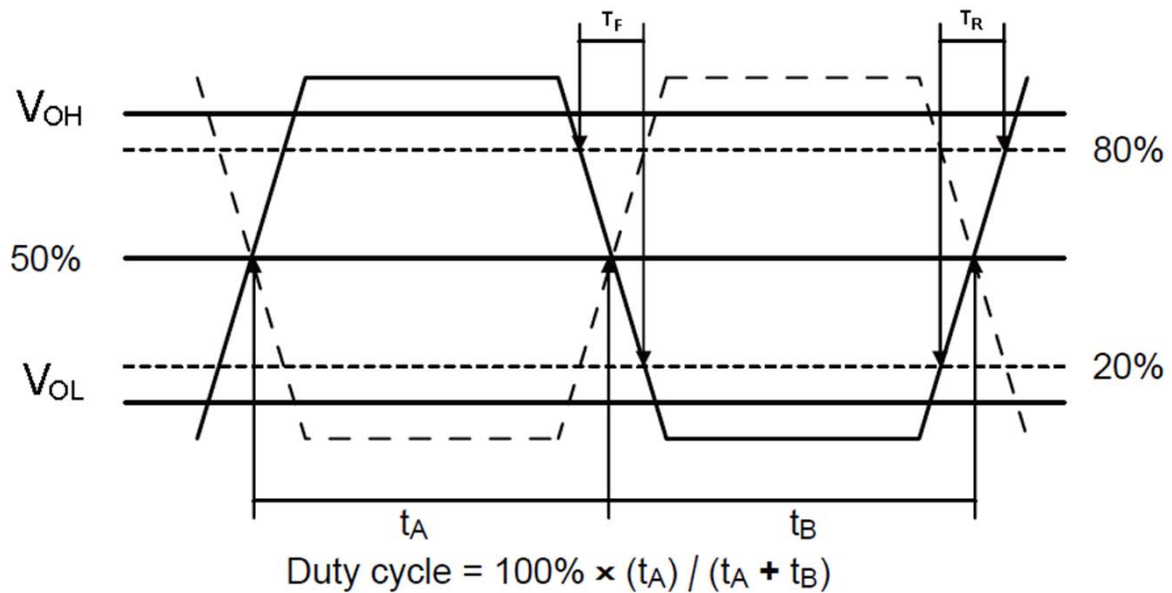 TF
TR
VOH
80%
50%
20%
VOL
tA
tB
Duty cycle = 100% × (tA) / (tA + tB)